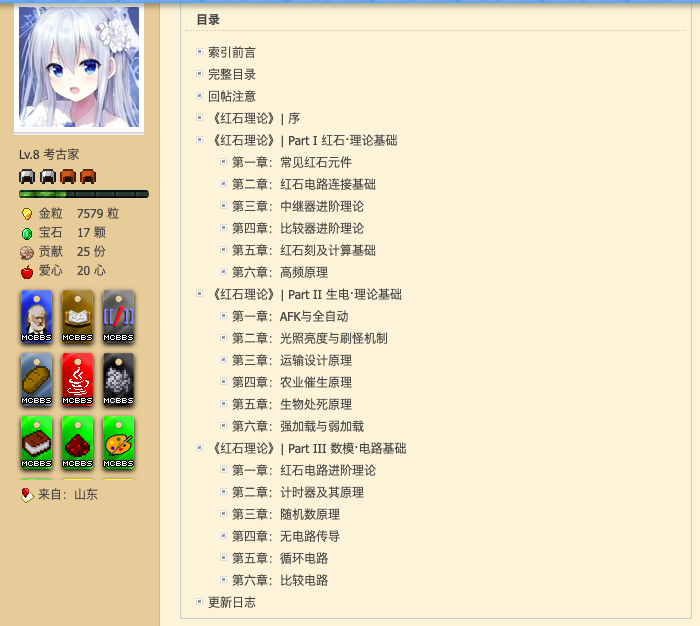 目录
索引前言
完整目录
回帖注意
《红石理论》| 序
《红石理论》| Part I 红石·理论基础
第一章：常见红石元件
第二章：红石电路连接基础
第三章：中继器进阶理论
第四章：比较器进阶理论
第五章：红石刻及计算基础
第六章：高频原理
《红石理论》| Part II 生电·理论基础
第一章：AFK与全自动
第二章：光照亮度与刷怪机制
第三章：运输设计原理
第四章：农业催生原理
第五章：生物处死原理
第六章：强加载与弱加载
《红石理论》| Part III 数模·电路基础
第一章：红石电路进阶理论
第二章：计时器及其原理
第三章：随机数原理
第四章：无电路传导
第五章：循环电路
第六章：比较电路
更新日志
Lv.8 考古家
金粒 7579 粒
宝石 17 颗
贡献 25 份
爱心 20 心
MCBBS MCBBS MCBBS
MCBBS MCBBS MCBBS
MCBBS MCBBS MCBBS
来自：山东